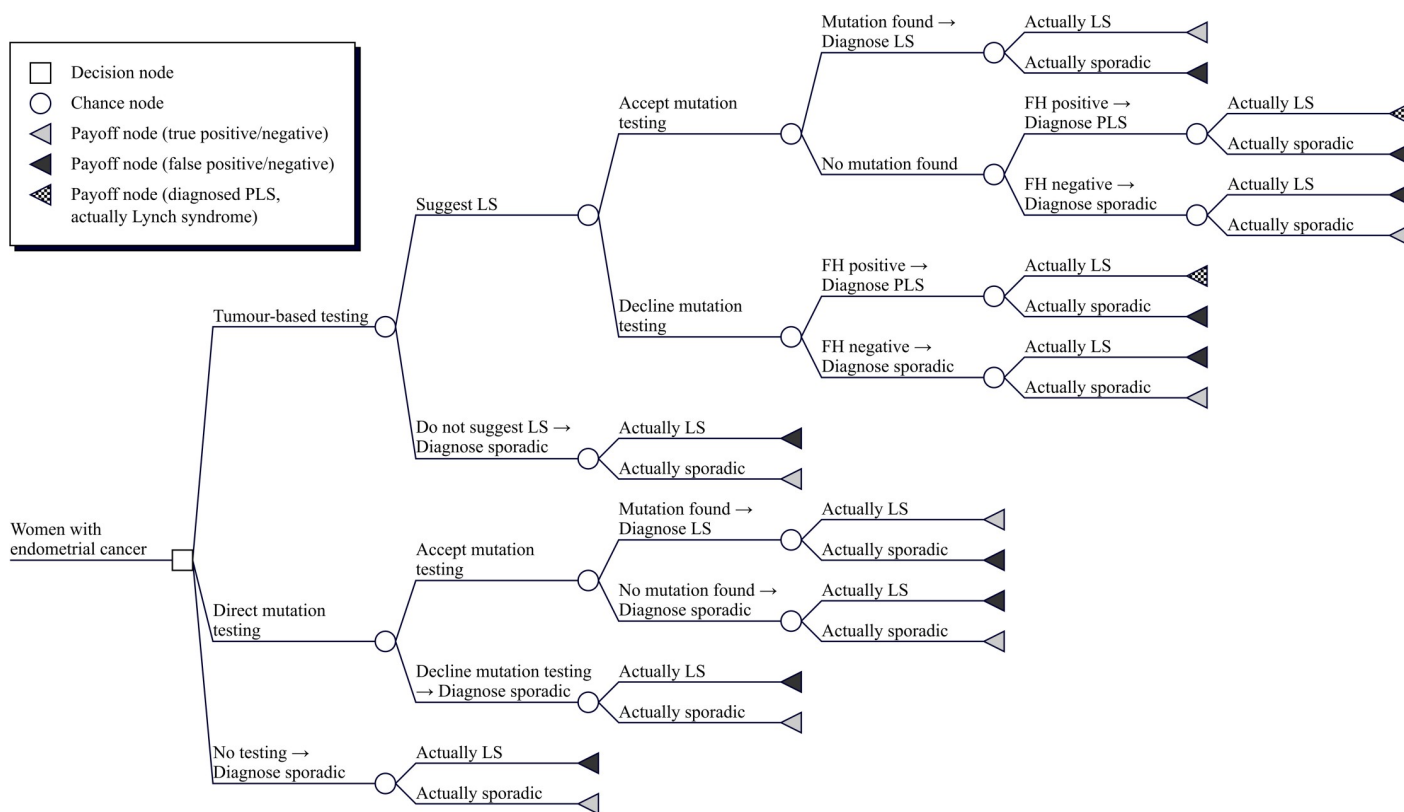 Decision node
Chance node
Payoff node (true positive/negative)
Payoff node (false positive/negative)
Payoff node (diagnosed PLS,
actually Lynch syndrome)
Women with
endometrial cancer
Tumour-based testing
Suggest LS
Accept mutation
testing
Mutation found →
Diagnose LS
Actually LS
Actually sporadic
No mutation found
FH positive →
Diagnose PLS
Actually LS
Actually sporadic
FH negative →
Diagnose sporadic
Actually LS
Actually sporadic
Decline mutation
testing
FH positive →
Diagnose PLS
Actually LS
Actually sporadic
FH negative →
Diagnose sporadic
Actually LS
Actually sporadic
Do not suggest LS →
Diagnose sporadic
Actually LS
Actually sporadic
Direct mutation
testing
Accept mutation
testing
Mutation found →
Diagnose LS
Actually LS
Actually sporadic
No mutation found →
Diagnose sporadic
Actually LS
Actually sporadic
Decline mutation testing
→ Diagnose sporadic
Actually LS
Actually sporadic
No testing →
Diagnose sporadic
Actually LS
Actually sporadic